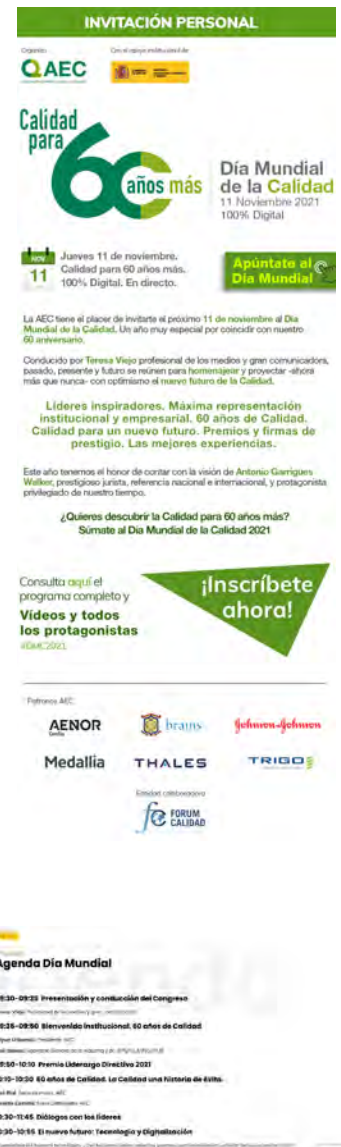 INVITACIÓN PERSONAL
Organiza:
Con el apoyo institucional de:
AEC
Calidad
para
60
años más
Día Mundial
de la Calidad
11 Noviembre 2021
100% Digital
NOV
11
Jueves 11 de noviembre.
Calidad para 60 años más.
100% Digital. En directo.
Apúntate al
Día Mundial
La AEC tiene el placer de invitarte el próximo 11 de noviembre al Día
Mundial de la Calidad. Un año muy especial por coincidir con nuestro
60 aniversario.
Conducido por Teresa Viejo profesional de los medios y gran comunicadora,
pasado, presente y futuro se reúnen para homenajear y proyectar -ahora
más que nunca- con optimismo el nuevo futuro de la Calidad.
Líderes inspiradores. Máxima representación
institucional y empresarial. 60 años de Calidad.
Calidad para un nuevo futuro. Premios y firmas de
prestigio. Las mejores experiencias.
Este año tenemos el honor de contar con la visión de Antonio Garrigues
Walker, prestigioso jurista, referencia nacional e internacional, y protagonista
privilegiado de nuestro tiempo.
¿Quieres descubrir la Calidad para 60 años más?
Súmate al Día Mundial de la Calidad 2021
Consulta aquí el
programa completo y
Vídeos y todos
los protagonistas
#DMC2021
¡Inscríbete
ahora!
Patronos AEC:
AENOR
brains
Johnson&Johnson
Medallia
THALES
TRIGO
Entidad colaboradora
fc FORUM
CALIDAD
Agenda Día Mundial
Presentación y conducción del Congreso
Bienvenida institucional. 60 años de Calidad
Premio Liderazgo Directivo 2021
60 años de Calidad. La Calidad una historia de éxito.
Diálogos con los líderes
El nuevo futuro: Tecnología y Digitalización